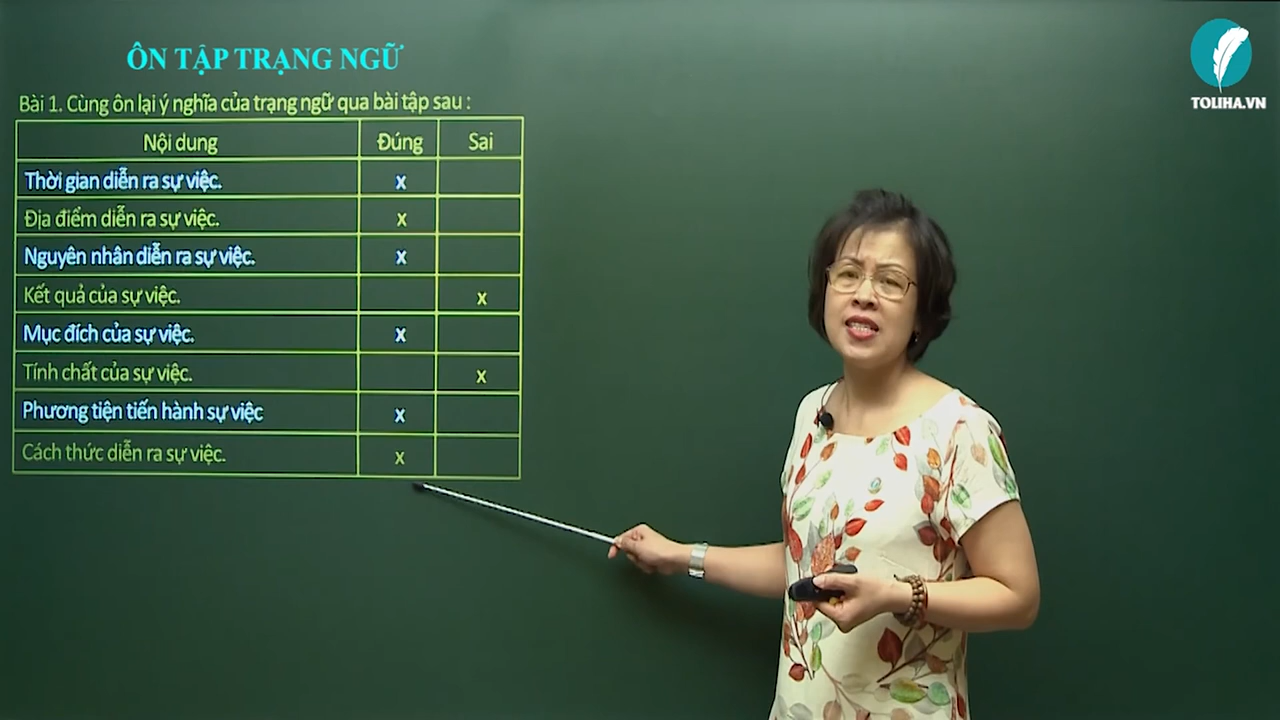 ÔN TẬP TRẠNG NGỮ
TOLIHA.VN
Bài 1. Cùng ôn lại ý nghĩa của trạng ngữ qua bài tập sau :
Nội dung Đúng Sai
Thời gian diễn ra sự việc. x
Địa điểm diễn ra sự việc. x
Nguyên nhân diễn ra sự việc. x
Kết quả của sự việc. x
Mục đích của sự việc. x
Tính chất của sự việc. x
Phương tiện tiến hành sự việc x
Cách thức diễn ra sự việc. x